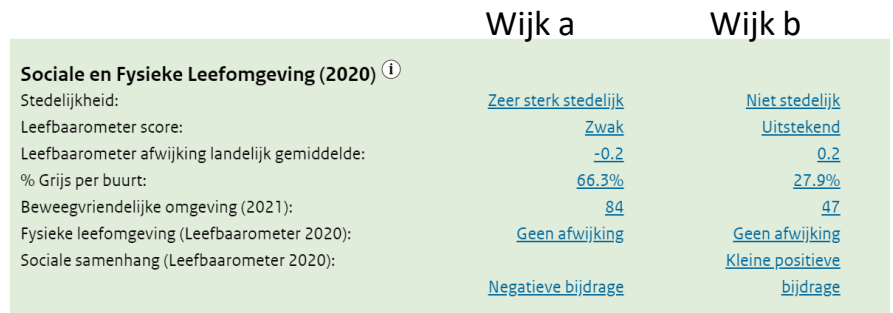 Wijk a Wijk b
Sociale en Fysieke Leefomgeving (2020) i
Stedelijkheid: Zeer sterk stedelijk Niet stedelijk
Leefbaarometer score: Zwak Uitstekend
Leefbaarometer afwijking landelijk gemiddelde: -0.2 0.2
% Grijs per buurt: 66.3% 27.9%
Beweegvriendelijke omgeving (2021): 84 47
Fysieke leefomgeving (Leefbaarometer 2020): Geen afwijking Geen afwijking
Sociale samenhang (Leefbaarometer 2020): Kleine positieve
Negatieve bijdrage bijdrage